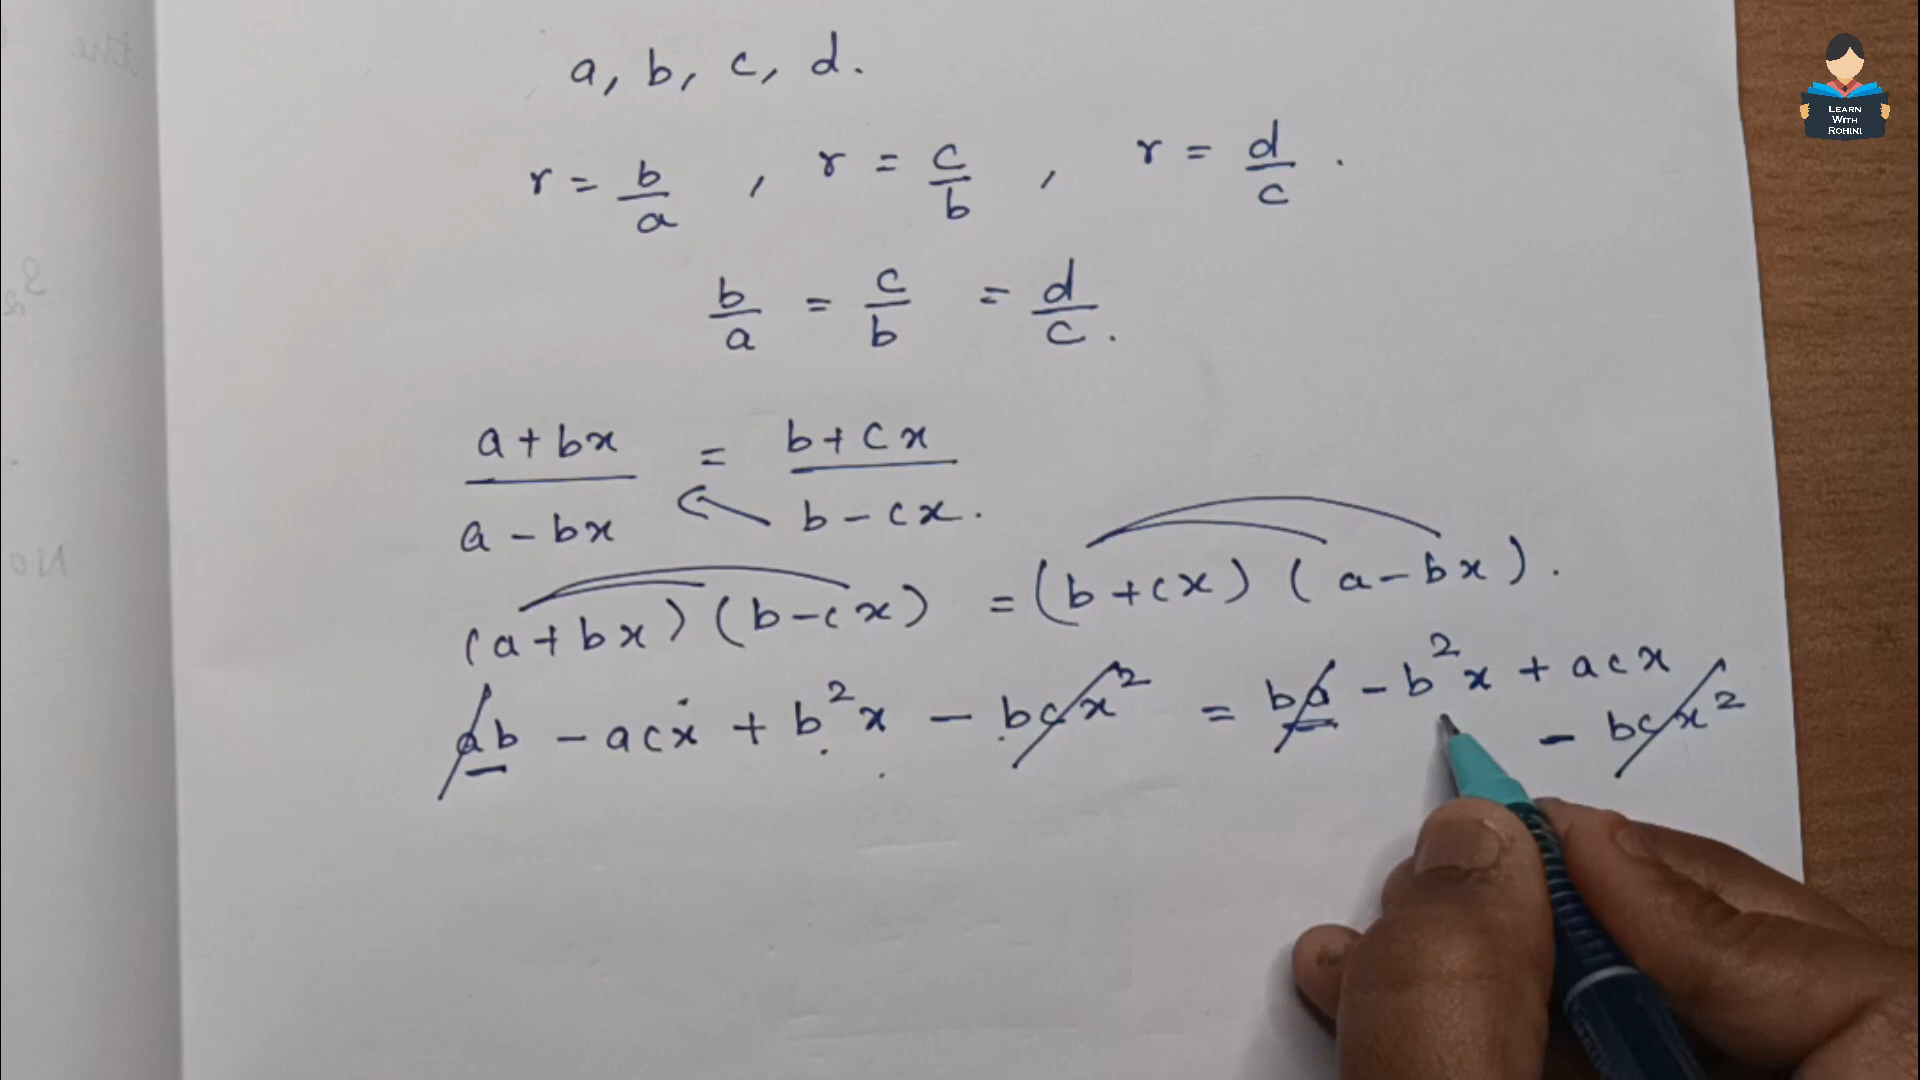 a, b, c, d.
r = b/a , r = c/b , r = d/c .
b/a = c/b = d/c .
(a + bx)/(a - bx) = (b + cx)/(b - cx).
(a + bx) (b - cx) = (b + cx) ( a - bx) .
ab - acx + b²x - bcx² = ba - b²x + acx
- bcx²
LEARN
WITH
ROHINI